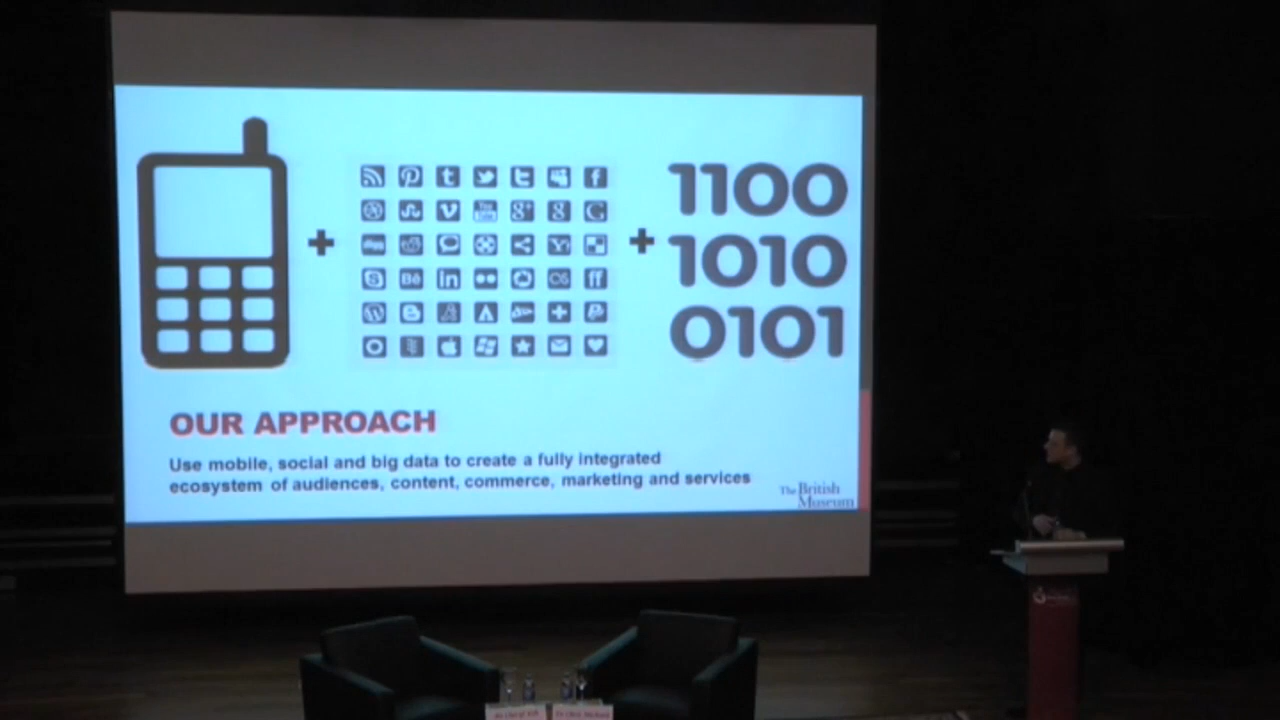 1100
1010
0101
OUR APPROACH
Use mobile, social and big data to create a fully integrated
ecosystem of audiences, content, commerce, marketing and services
The British
Museum